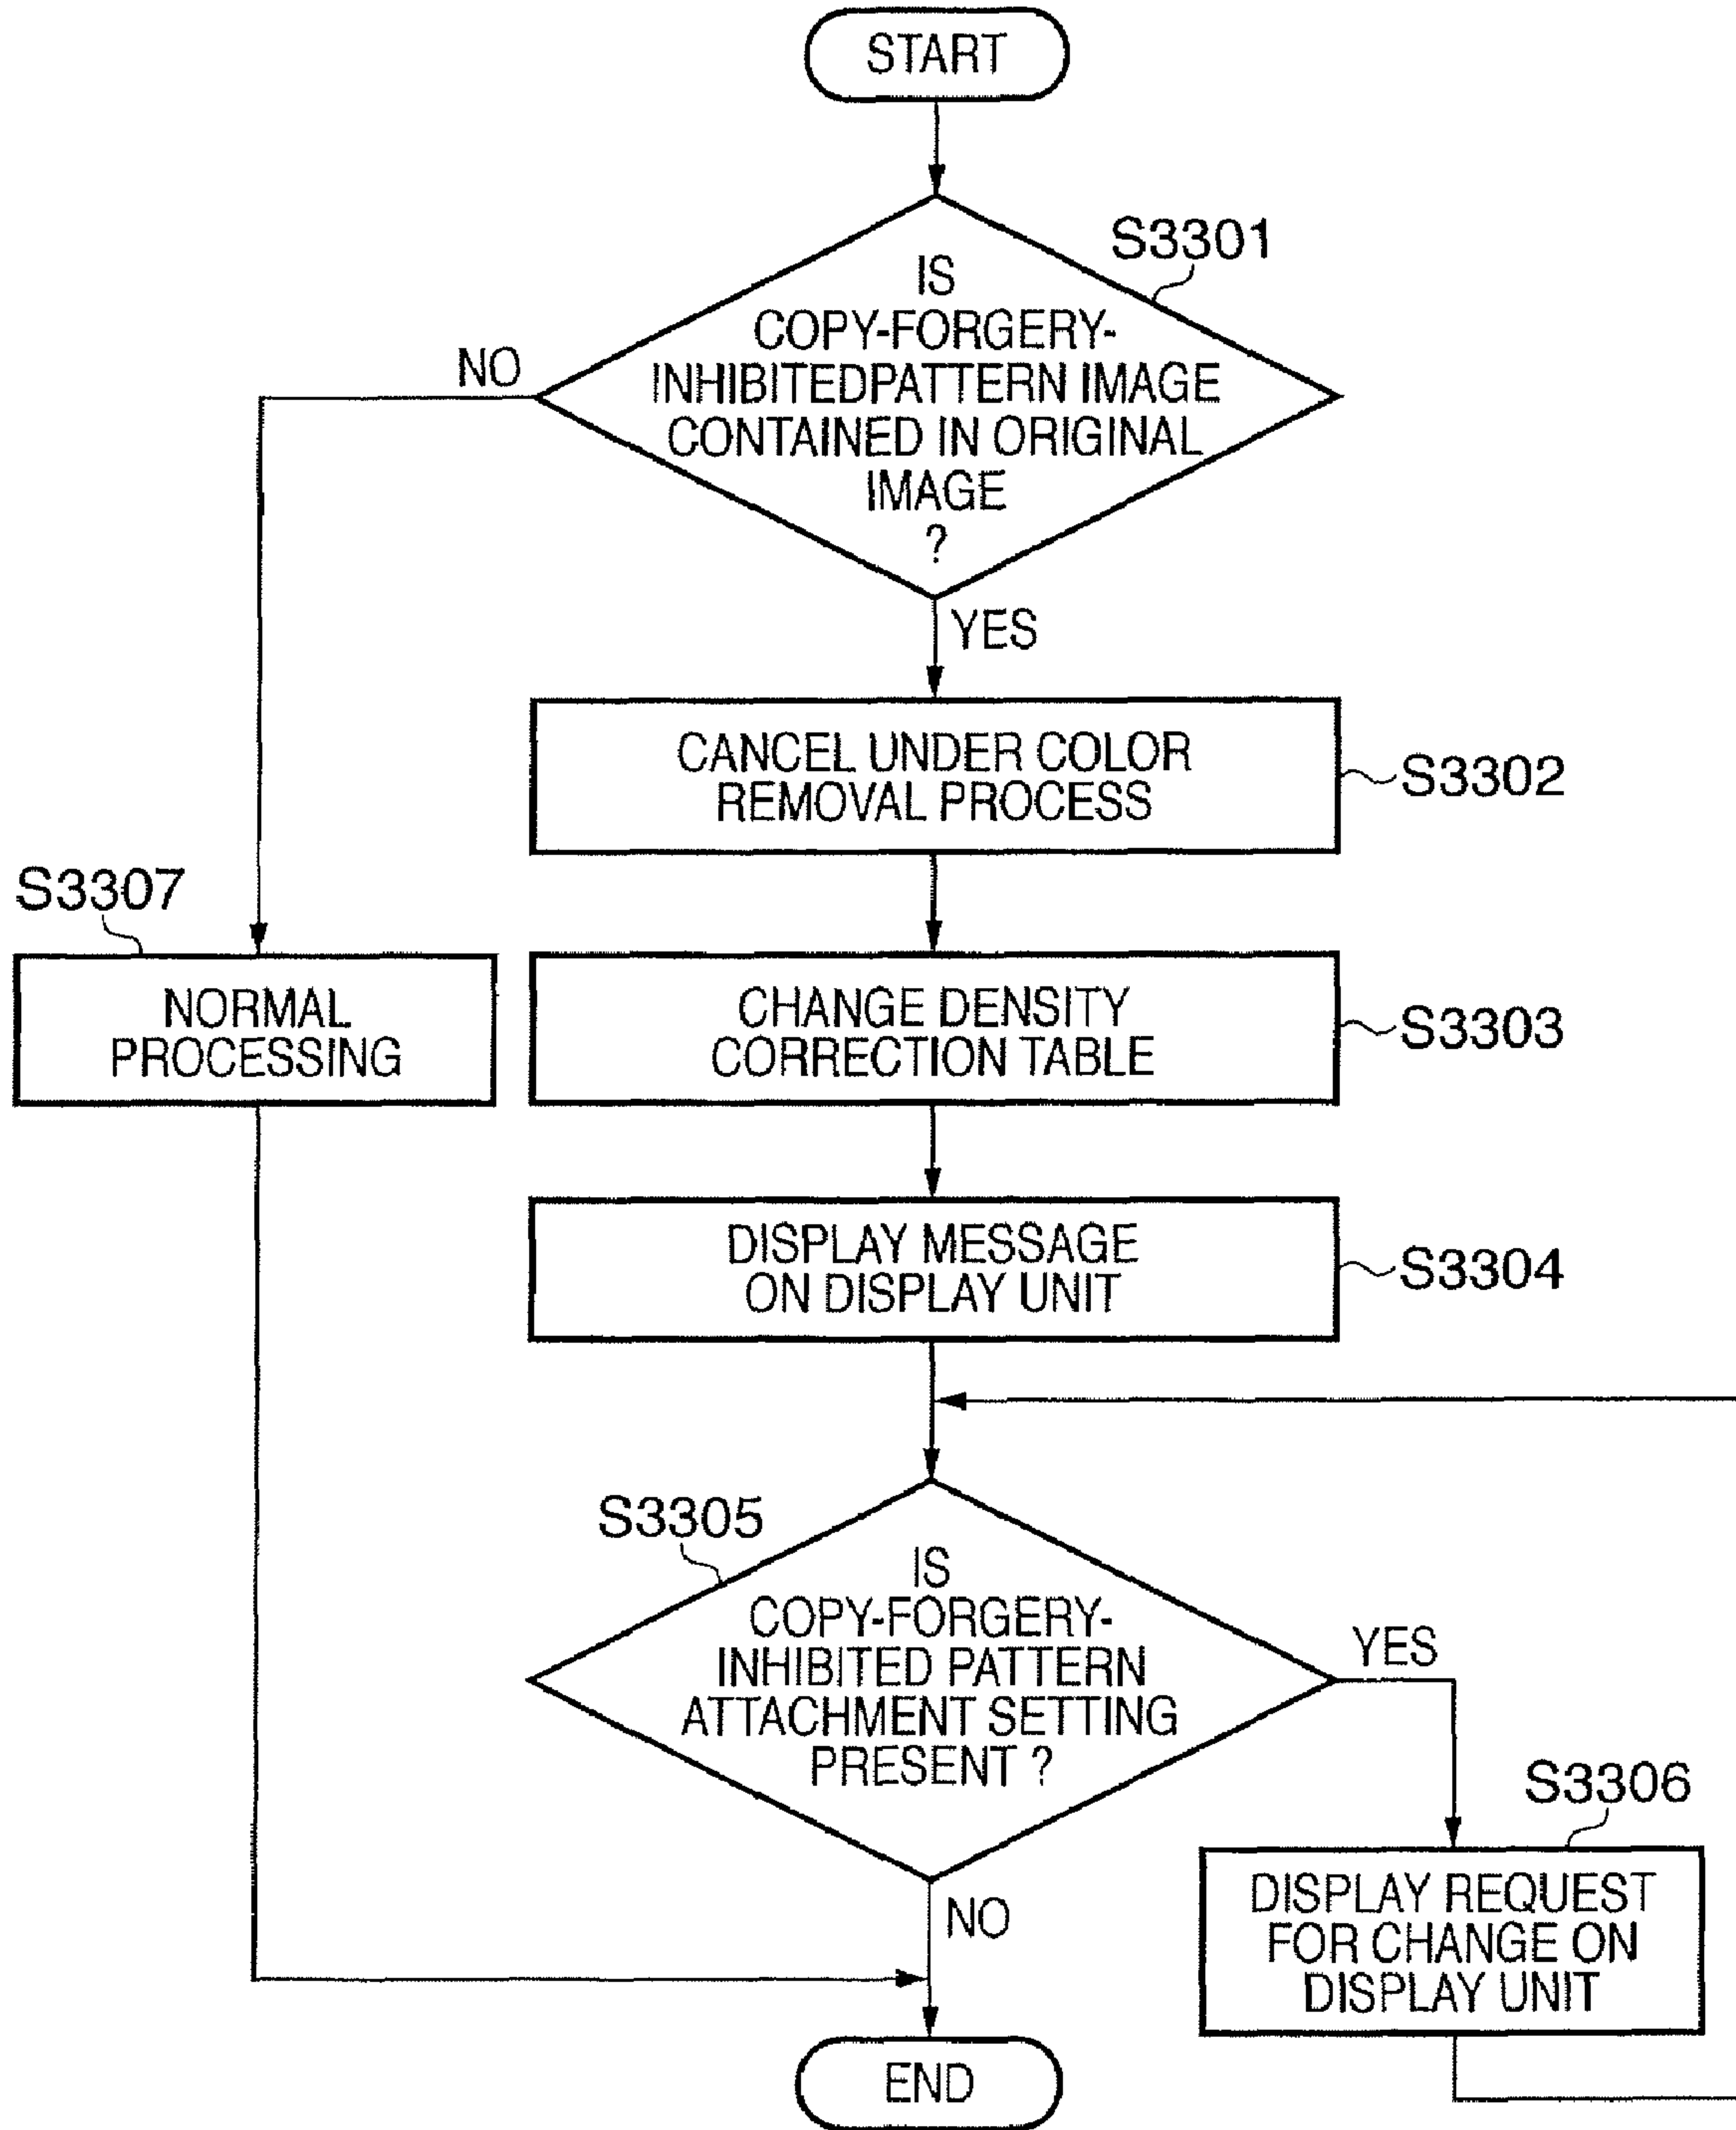 START
S3301
IS
COPY-FORGERY-
INHIBITEDPATTERN IMAGE
CONTAINED IN ORIGINAL
IMAGE
?
NO
YES
CANCEL UNDER COLOR
REMOVAL PROCESS
S3302
S3307
NORMAL
PROCESSING
CHANGE DENSITY
CORRECTION TABLE
S3303
DISPLAY MESSAGE
ON DISPLAY UNIT
S3304
S3305
IS
COPY-FORGERY-
INHIBITED PATTERN
ATTACHMENT SETTING
PRESENT ?
YES
S3306
DISPLAY REQUEST
FOR CHANGE ON
DISPLAY UNIT
NO
END